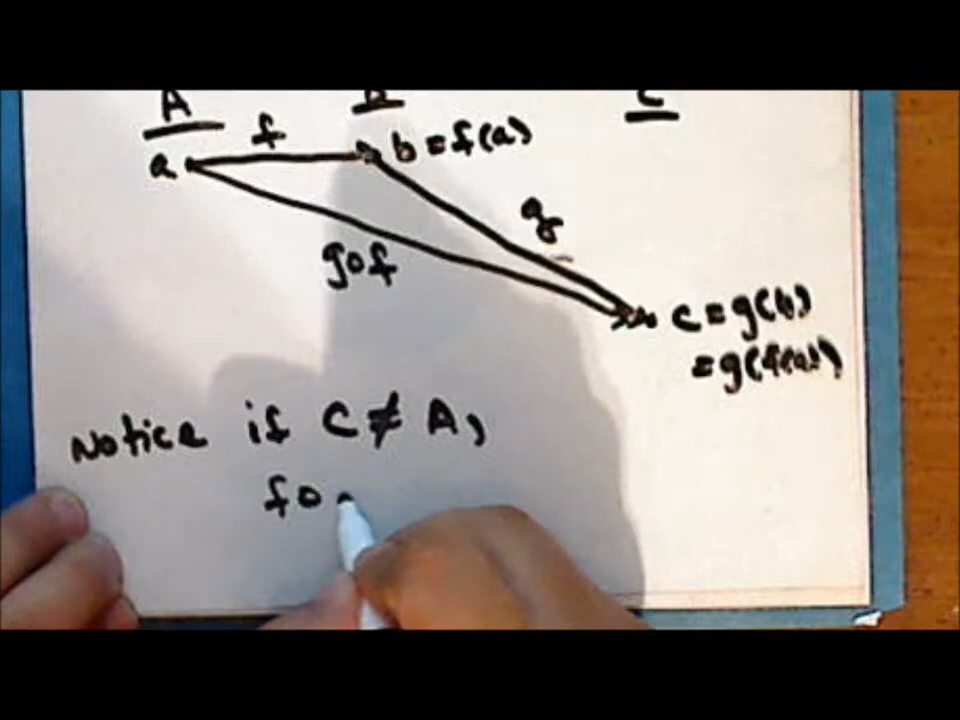 A
f
a
b = f(a)
g
g∘f
c = g(b)
= g(f(a))
Notice if C ≠ A,
f∘